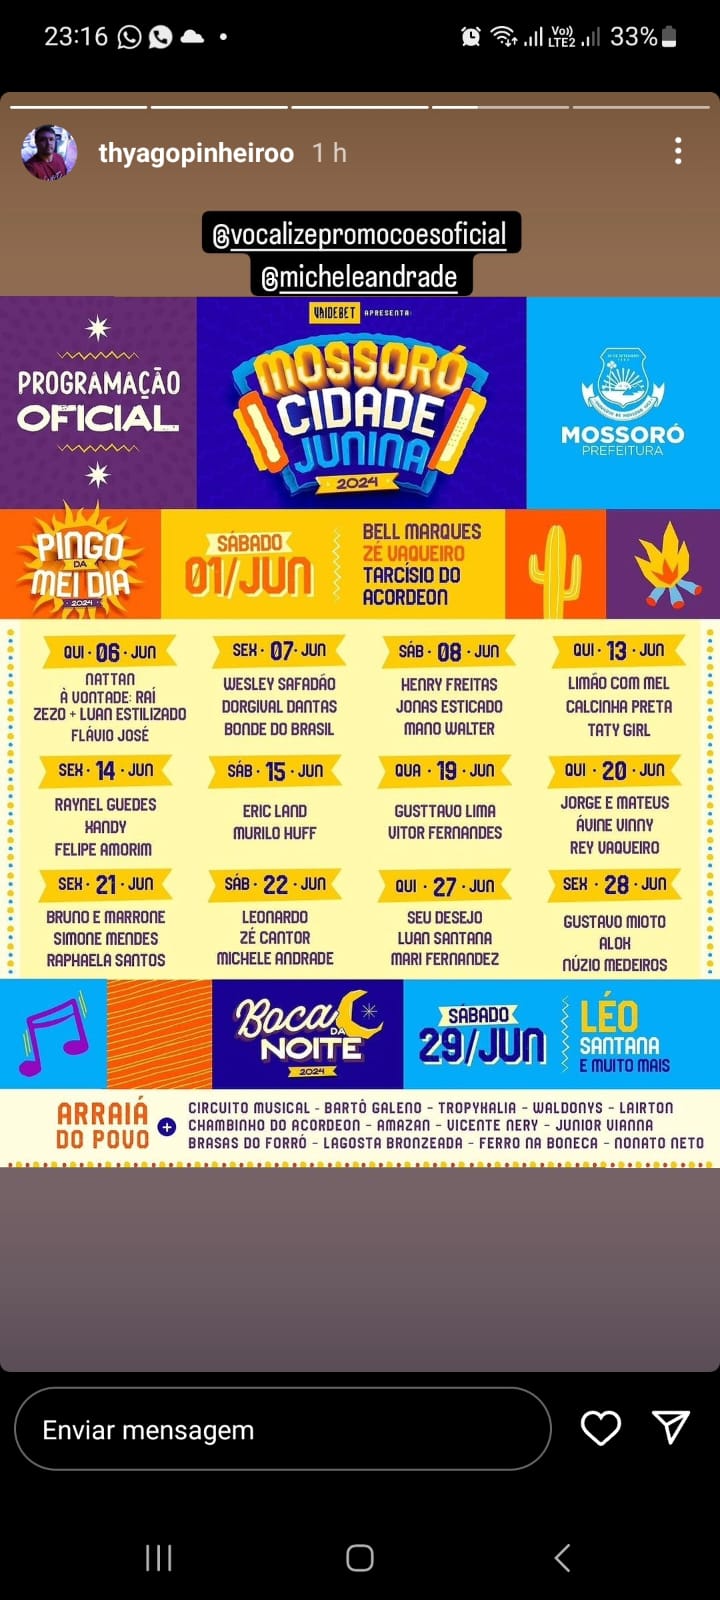 23:16
Vo))
LTE2
33%
thyagopinheiroo 1 h
@vocalizepromocoesoficial
@micheleandrade
PROGRAMAÇÃO
OFICIAL
VAIDEBET APRESENTA:
MOSSORÓ
CIDADE
JUNINA
2024
MOSSORÓ
PREFEITURA
PINGO
DA
MEI DIA
2024
SÁBADO
01/JUN
BELL MARQUES
ZÉ VAQUEIRO
TARCÍSIO DO
ACORDEON
QUI · 06 · JUN
NATTAN
À VONTADE: RAÍ
ZEZO + LUAN ESTILIZADO
FLÁVIO JOSÉ
SEX · 07 · JUN
WESLEY SAFADÃO
DORGIVAL DANTAS
BONDE DO BRASIL
SÁB · 08 · JUN
HENRY FREITAS
JONAS ESTICADO
MANO WALTER
QUI · 13 · JUN
LIMÃO COM MEL
CALCINHA PRETA
TATY GIRL
SEX · 14 · JUN
RAYNEL GUEDES
XANDY
FELIPE AMORIM
SÁB · 15 · JUN
ERIC LAND
MURILO HUFF
QUA · 19 · JUN
GUSTTAVO LIMA
VITOR FERNANDES
QUI · 20 · JUN
JORGE E MATEUS
ÁVINE VINNY
REY VAQUEIRO
SEX · 21 · JUN
BRUNO E MARRONE
SIMONE MENDES
RAPHAELA SANTOS
SÁB · 22 · JUN
LEONARDO
ZÉ CANTOR
MICHELE ANDRADE
QUI · 27 · JUN
SEU DESEJO
LUAN SANTANA
MARI FERNANDEZ
SEX · 28 · JUN
GUSTAVO MIOTO
ALOK
NÚZIO MEDEIROS
Boca
DA
NOITE
2024
SÁBADO
29/JUN
LÉO
SANTANA
E MUITO MAIS
ARRAIÁ
DO POVO
+
CIRCUITO MUSICAL - BARTÔ GALENO - TROPYKALIA - WALDONYS - LAIRTON
CHAMBINHO DO ACORDEON - AMAZAN - VICENTE NERY - JUNIOR VIANNA
BRASAS DO FORRÓ - LAGOSTA BRONZEADA - FERRO NA BONECA - NONATO NETO
Enviar mensagem